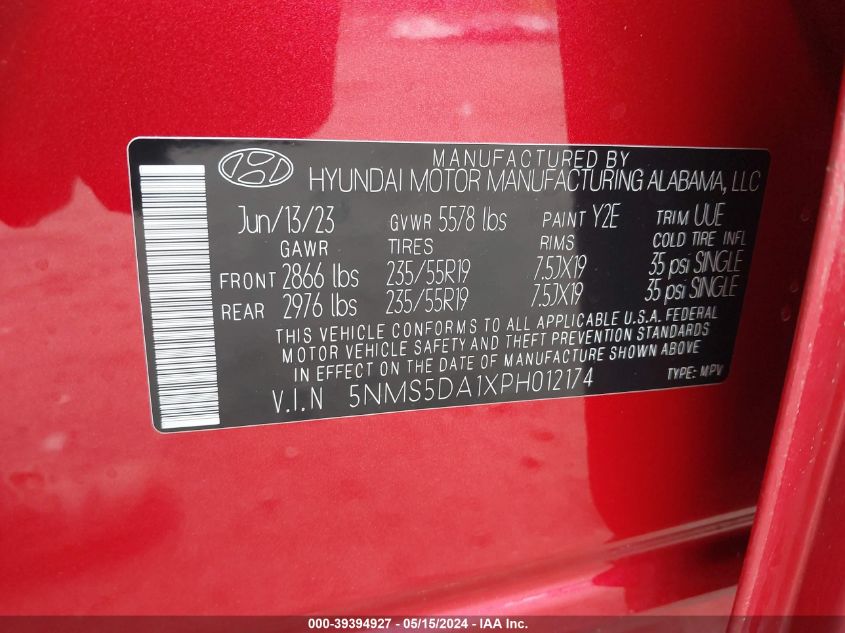 MANUFACTURED BY
HYUNDAI MOTOR MANUFACTURING ALABAMA, LLC
Jun/13/23 GVWR 5578 lbs PAINT Y2E TRIM UUE
GAWR TIRES RIMS COLD TIRE INFL
FRONT 2866 lbs 235/55R19 7.5JX19 35 psi SINGLE
REAR 2976 lbs 235/55R19 7.5JX19 35 psi SINGLE
THIS VEHICLE CONFORMS TO ALL APPLICABLE U.S.A. FEDERAL
MOTOR VEHICLE SAFETY AND THEFT PREVENTION STANDARDS
IN EFFECT ON THE DATE OF MANUFACTURE SHOWN ABOVE
V.I.N 5NMS5DA1XPH012174 TYPE: MPV
000-39394927 - 05/15/2024 - IAA Inc.